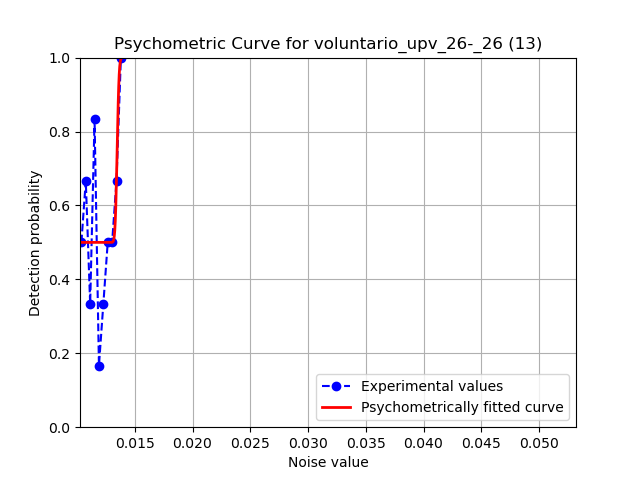 Psychometric Curve for voluntario_upv_26-_26 (13)
1.0
0.8
0.6
0.4
0.2
0.0
Detection probability
0.015 0.020 0.025 0.030 0.035 0.040 0.045 0.050
Noise value
Experimental values
Psychometrically fitted curve